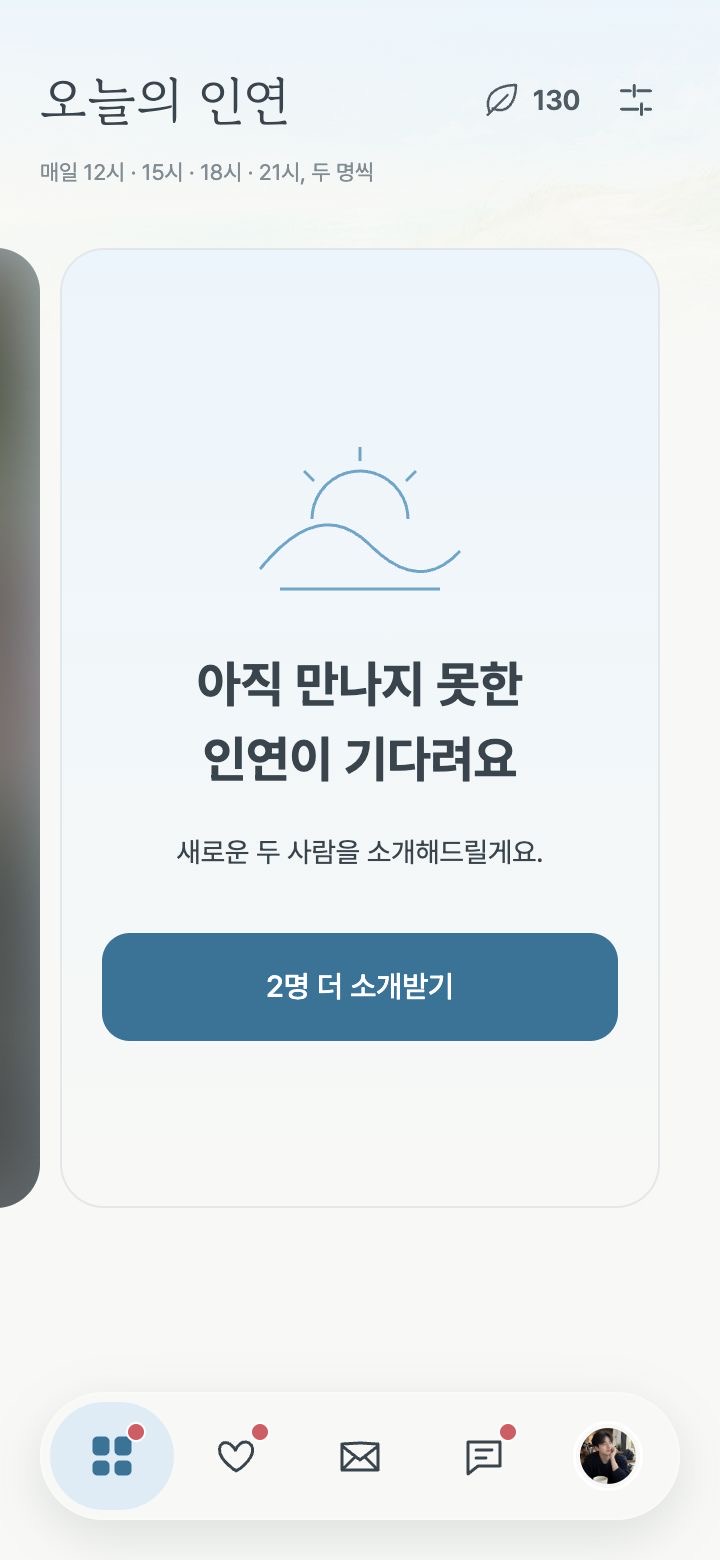 오늘의 인연
130
매일 12시 · 15시 · 18시 · 21시, 두 명씩
아직 만나지 못한
인연이 기다려요
새로운 두 사람을 소개해드릴게요.
2명 더 소개받기